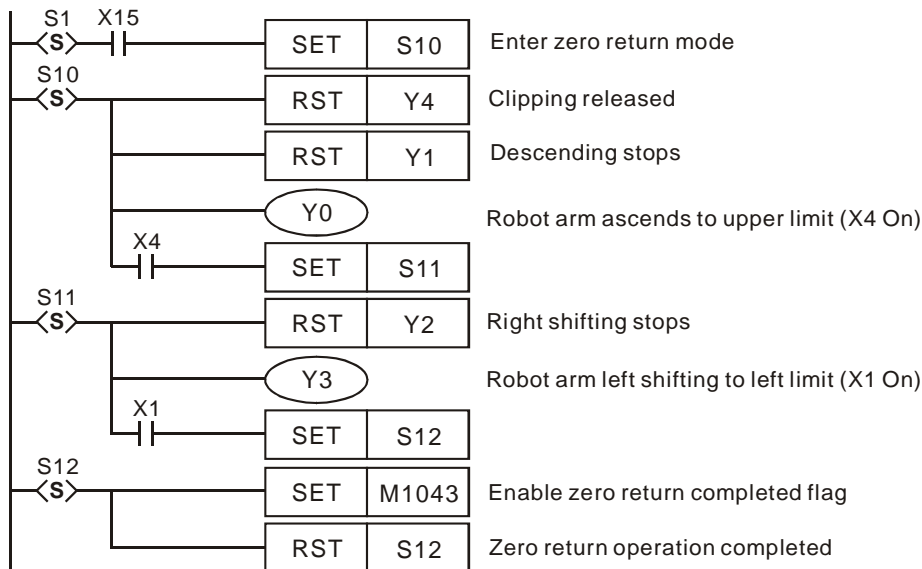 S1 X15
S SET S10 Enter zero return mode
S10
S RST Y4 Clipping released
RST Y1 Descending stops
Y0 Robot arm ascends to upper limit (X4 On)
X4
SET S11
S11
S RST Y2 Right shifting stops
Y3 Robot arm left shifting to left limit (X1 On)
X1
SET S12
S12
S SET M1043 Enable zero return completed flag
RST S12 Zero return operation completed